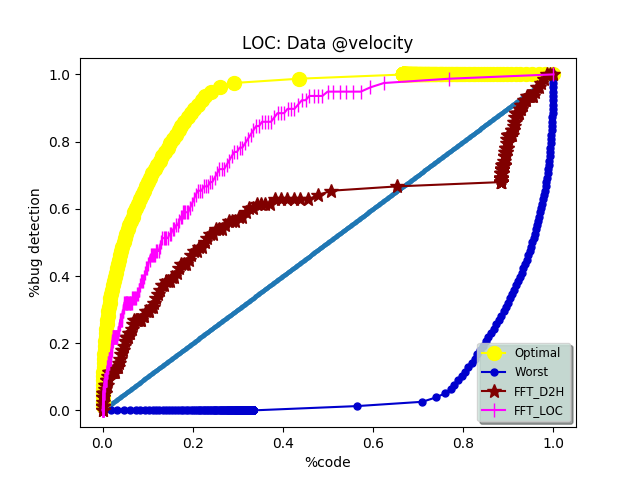 LOC: Data @velocity
%bug detection
1.0
0.8
0.6
0.4
0.2
0.0
0.0 0.2 0.4 0.6 0.8 1.0
%code
Optimal
Worst
FFT_D2H
FFT_LOC